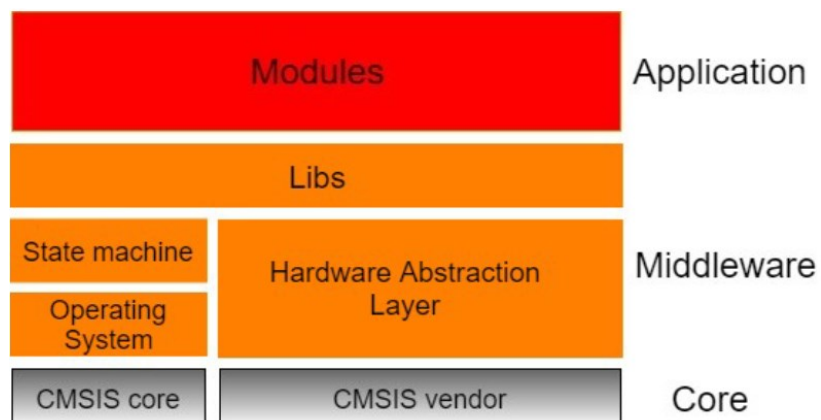 Modules
Application
Libs
State machine
Hardware Abstraction
Layer
Middleware
Operating
System
CMSIS core
CMSIS vendor
Core